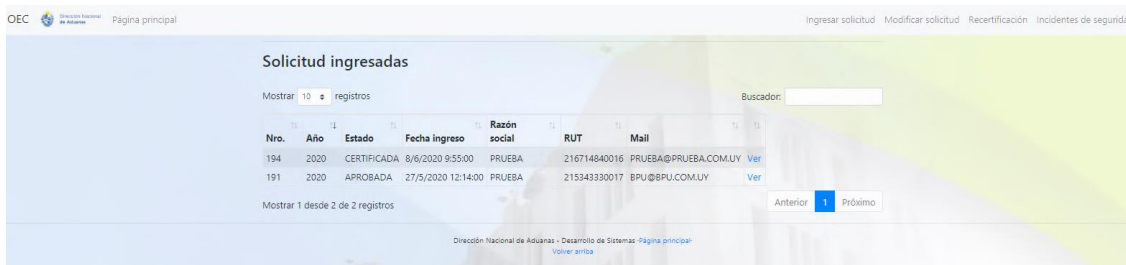 OEC Dirección Nacional de Aduanas Página principal Ingresar solicitud Modificar solicitud Recertificación Incidentes de segurida
Solicitud ingresadas
Mostrar 10 registros Buscador:
Nro. Año Estado Fecha ingreso Razón social RUT Mail
194 2020 CERTIFICADA 8/6/2020 9:55:00 PRUEBA 216714840016 PRUEBA@PRUEBA.COM.UY Ver
191 2020 APROBADA 27/5/2020 12:14:00 PRUEBA 215343330017 BPU@BPU.COM.UY Ver
Mostrar 1 desde 2 de 2 registros Anterior 1 Próximo
Dirección Nacional de Aduanas - Desarrollo de Sistemas -Página principal-
Volver arriba